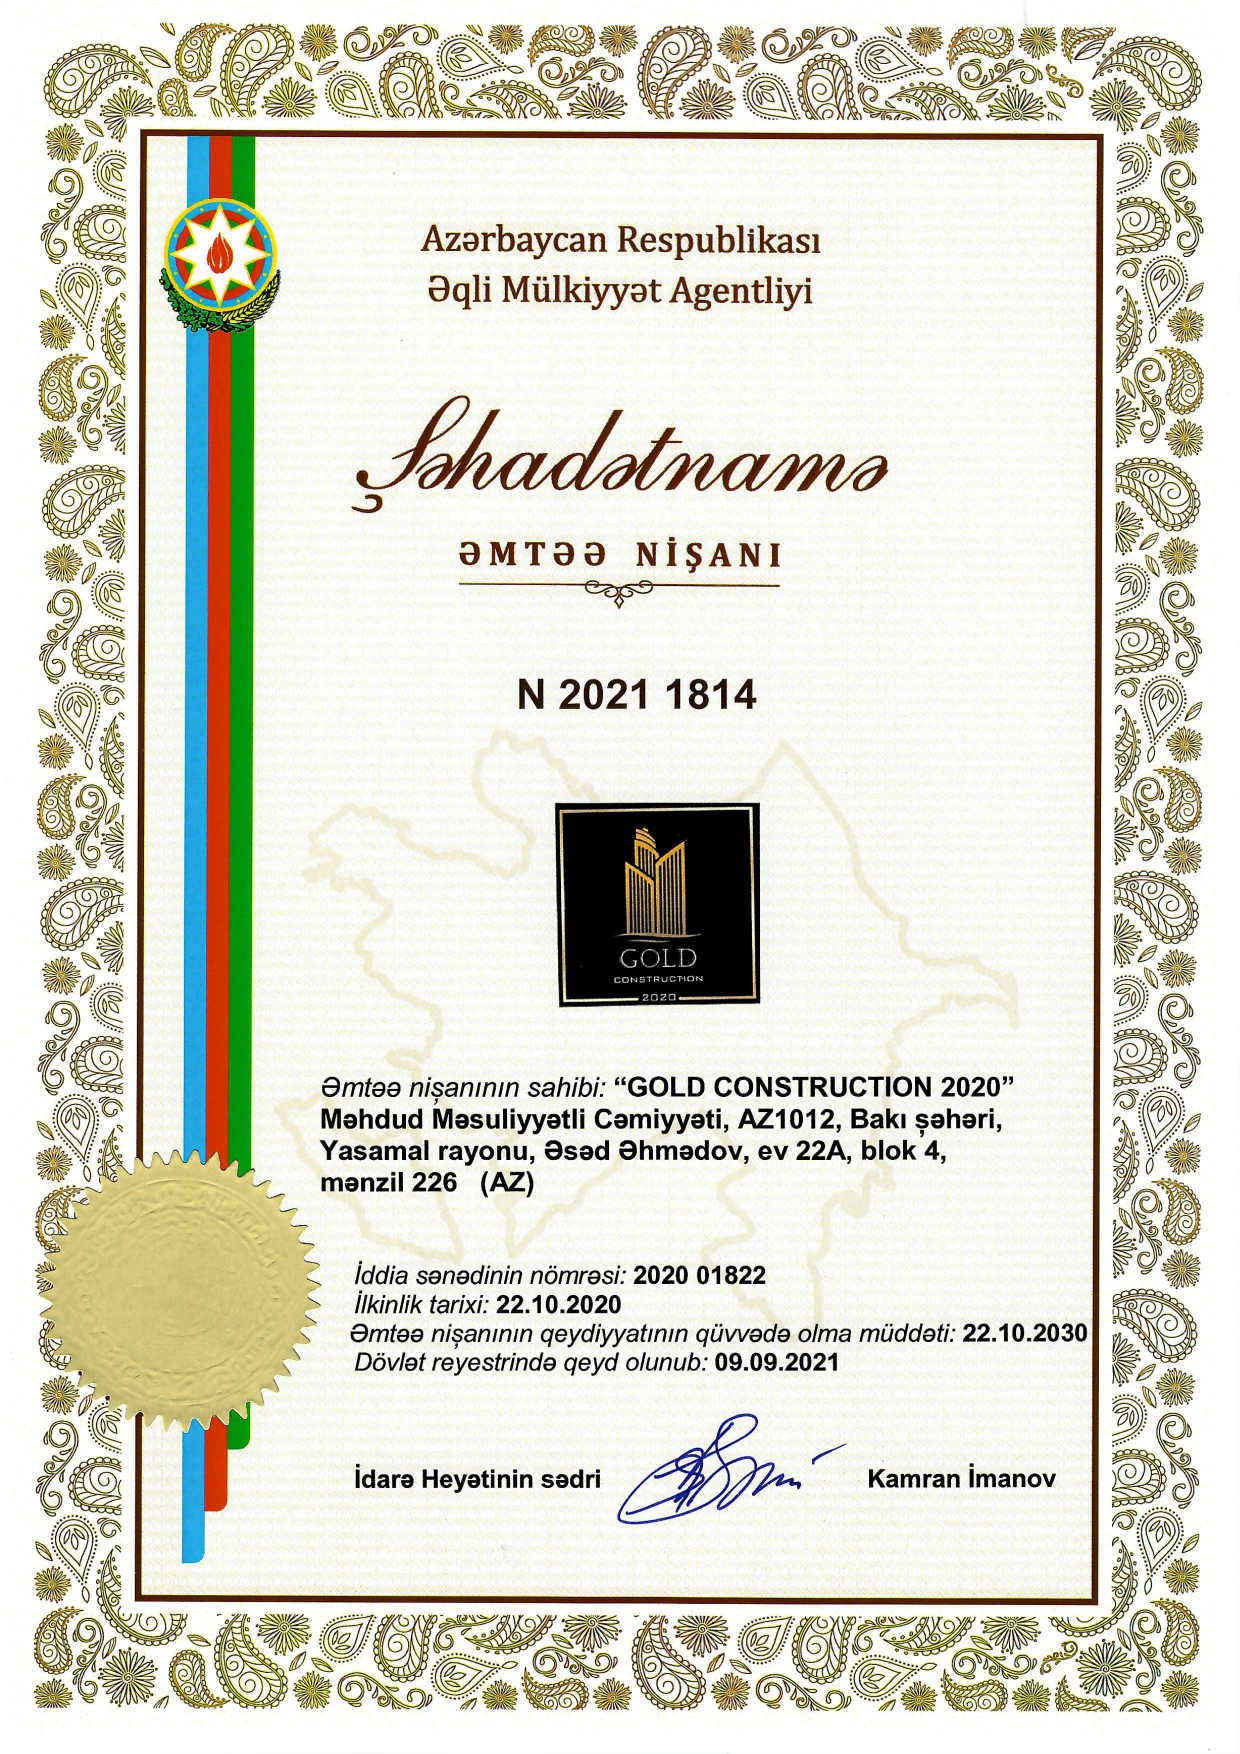 Azərbaycan Respublikası
Əqli Mülkiyyət Agentliyi
Şəhadətnamə
ƏMTƏƏ NİŞANI
N 2021 1814
GOLD
CONSTRUCTION
2020
Əmtəə nişanının sahibi: “GOLD CONSTRUCTION 2020”
Məhdud Məsuliyyətli Cəmiyyəti, AZ1012, Bakı şəhəri,
Yasamal rayonu, Əsəd Əhmədov, ev 22A, blok 4,
mənzil 226 (AZ)
İddia sənədinin nömrəsi: 2020 01822
İlkinlik tarixi: 22.10.2020
Əmtəə nişanının qeydiyyatının qüvvədə olma müddəti: 22.10.2030
Dövlət reyestrində qeyd olunub: 09.09.2021
İdarə Heyətinin sədri
Kamran İmanov